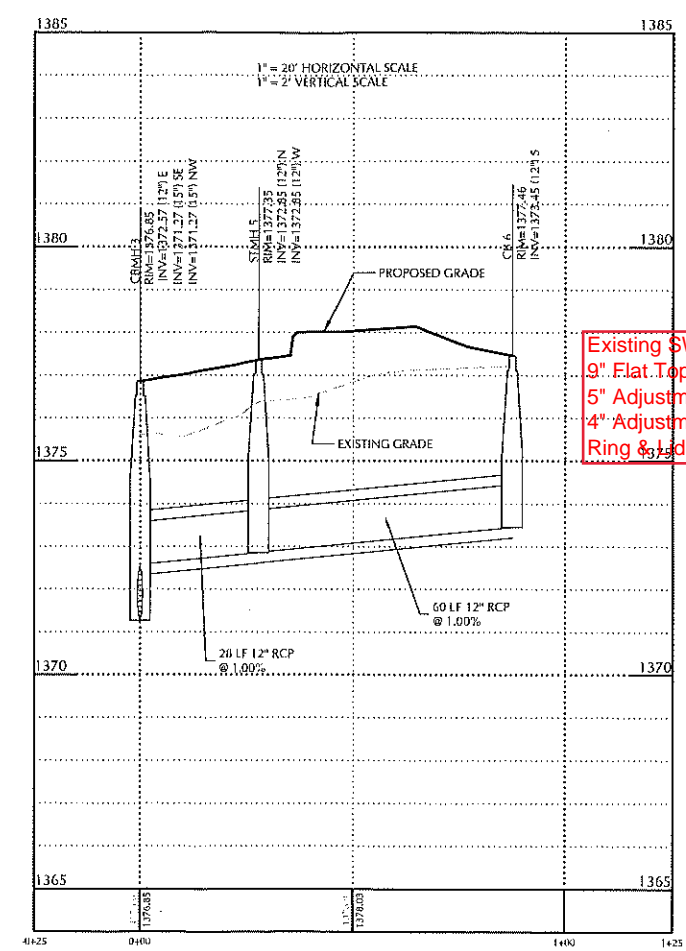 1385
1385
1" = 20' HORIZONTAL SCALE
1" = 2' VERTICAL SCALE
CBMH 3
RIM=1376.85
INV=1372.57 (12") E
INV=1371.27 (15") SE
INV=1371.27 (15") NW
STMH 5
RIM=1377.35
INV=1372.85 (12") N
INV=1372.85 (12") W
CB 6
RIM=1377.46
INV=1373.45 (12") S
1380
1380
PROPOSED GRADE
Existing
9" Flat Top
5"
4"
Ring & Lid
EXISTING GRADE
1375
1375
60 LF 12" RCP
@ 1.00%
28 LF 12" RCP
@ 1.00%
1370
1370
1365
1365
1376.85
1378.03
0+00
1+00
1+25